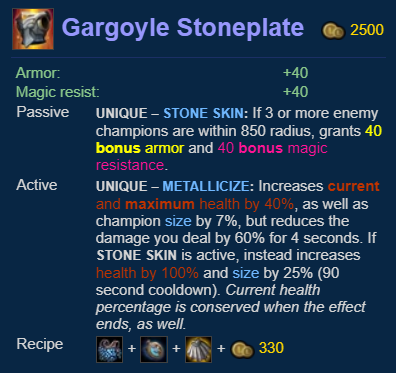 Gargoyle Stoneplate 2500
Armor: +40
Magic resist: +40
Passive UNIQUE – STONE SKIN: If 3 or more enemy
champions are within 850 radius, grants 40
bonus armor and 40 bonus magic
resistance.
Active UNIQUE – METALLICIZE: Increases current
and maximum health by 40%, as well as
champion size by 7%, but reduces the
damage you deal by 60% for 4 seconds. If
STONE SKIN is active, instead increases
health by 100% and size by 25% (90
second cooldown). Current health
percentage is conserved when the effect
ends, as well.
Recipe + + + 330